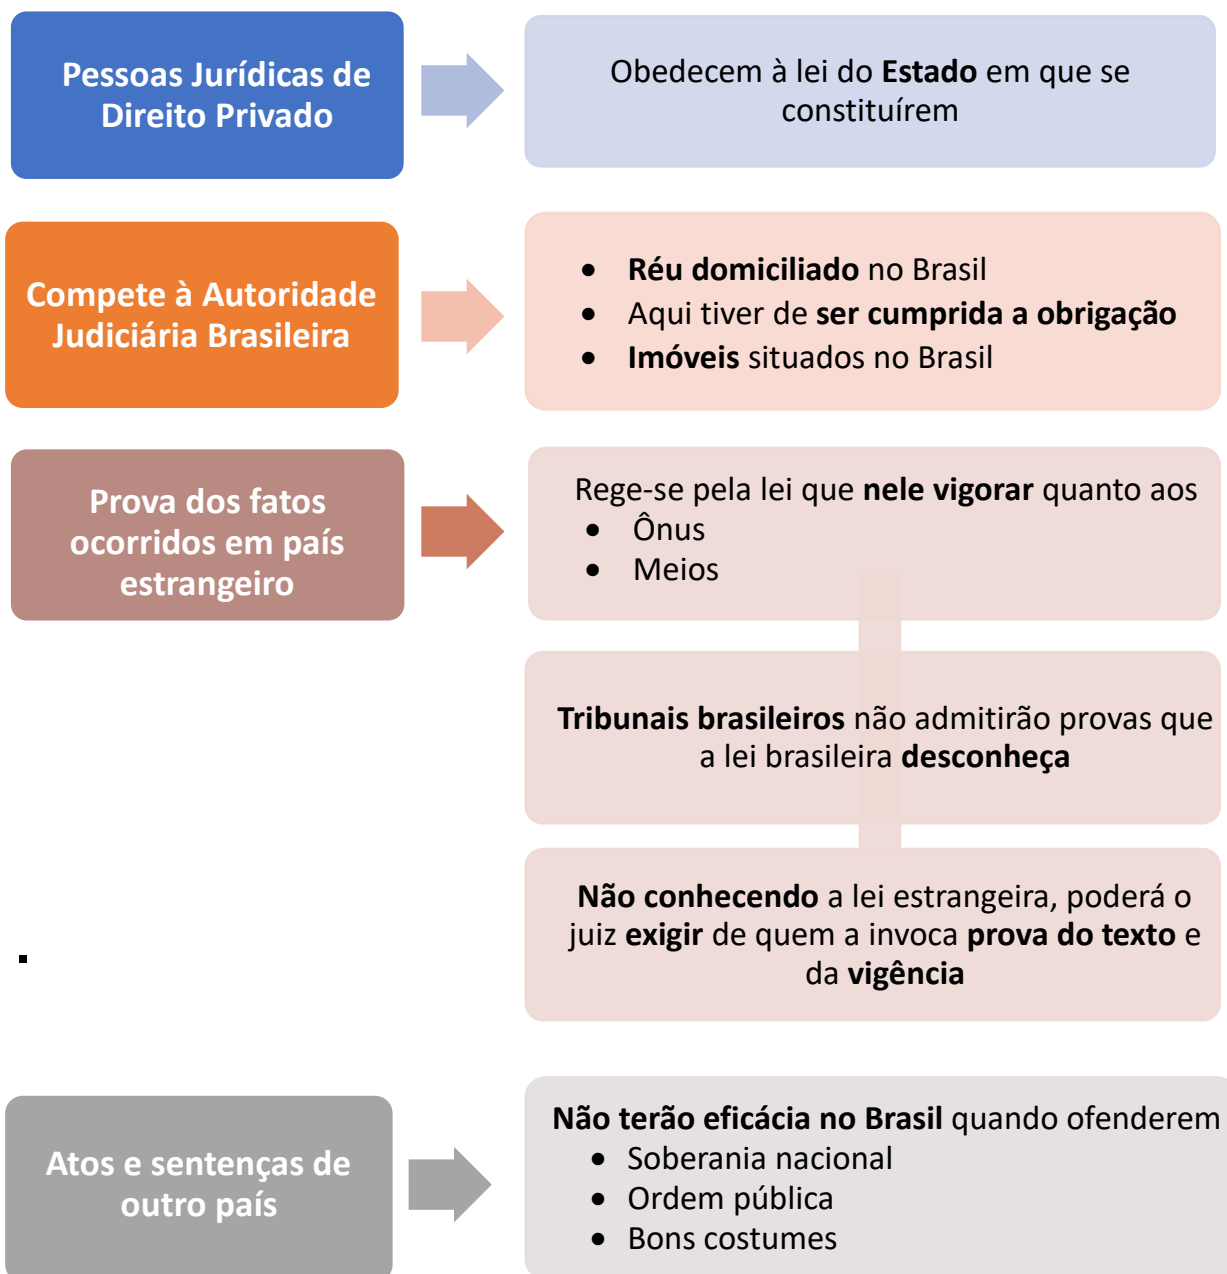 Pessoas Jurídicas de
Direito Privado
Obedecem à lei do Estado em que se
constituírem
Compete à Autoridade
Judiciária Brasileira
• Réu domiciliado no Brasil
• Aqui tiver de ser cumprida a obrigação
• Imóveis situados no Brasil
Prova dos fatos
ocorridos em país
estrangeiro
Rege-se pela lei que nele vigorar quanto aos
• Ônus
• Meios
Tribunais brasileiros não admitirão provas que
a lei brasileira desconheça
Não conhecendo a lei estrangeira, poderá o
juiz exigir de quem a invoca prova do texto e
da vigência
Atos e sentenças de
outro país
Não terão eficácia no Brasil quando ofenderem
• Soberania nacional
• Ordem pública
• Bons costumes